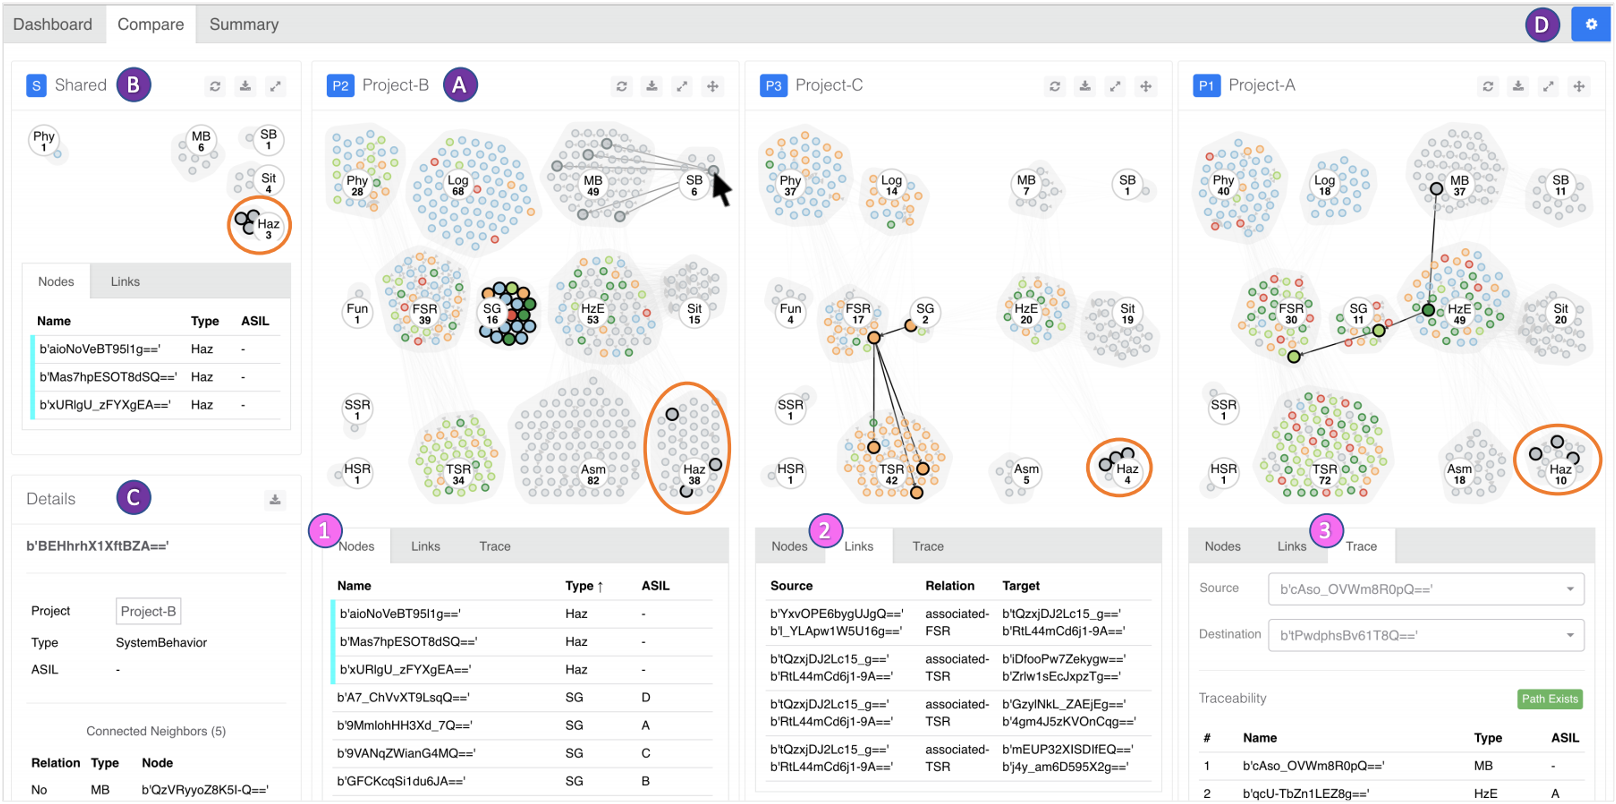 Dashboard Compare Summary D
S Shared B
Phy 1
MB 6
SB 1
Sit 4
Haz 3
Nodes Links
Name Type ASIL
b'aioNoVeBT95I1g==' Haz -
b'Mas7hpESOT8dSQ==' Haz -
b'xURlgU_zFYXgEA==' Haz -
Details C
b'BEHhrhX1XftBZA=='
Project Project-B
Type SystemBehavior
ASIL -
Connected Neighbors (5)
Relation Type Node
No MB b'QzVRyyoZ8K5I-Q=='
P2 Project-B A
Phy 28
Log 68
MB 49
SB 6
Fun 1
FSR 39
SG 16
HzE 53
Sit 15
SSR 1
HSR 1
TSR 34
Asm 82
Haz 38
1 Nodes Links Trace
Name Type ↑ ASIL
b'aioNoVeBT95I1g==' Haz -
b'Mas7hpESOT8dSQ==' Haz -
b'xURlgU_zFYXgEA==' Haz -
b'A7_ChVvXT9LsqQ==' SG D
b'9MmIohHH3Xd_7Q==' SG A
b'9VANqZWianG4MQ==' SG C
b'GFCKcqSi1du6JA==' SG B
P3 Project-C
Phy 37
Log 14
MB 7
SB 1
Fun 4
FSR 17
SG 2
HzE 20
Sit 19
SSR 1
HSR 1
TSR 42
Asm 5
Haz 4
Nodes 2 Links Trace
Source Relation Target
b'YxvOPE6bygUJgQ==' associated- b'tQzxjDJ2Lc15_g=='
b'I_YLApw1W5U16g==' FSR b'RtL44mCd6j1-9A=='
b'tQzxjDJ2Lc15_g==' associated- b'iDfooPw7Zekygw=='
b'RtL44mCd6j1-9A==' TSR b'Zrlw1sEcJxpzTg=='
b'tQzxjDJ2Lc15_g==' associated- b'GzyINkL_ZAEjEg=='
b'RtL44mCd6j1-9A==' TSR b'4gm4J5zKVOnCqg=='
b'tQzxjDJ2Lc15_g==' associated- b'mEUP32XISDIfEQ=='
b'RtL44mCd6j1-9A==' TSR b'j4y_am6D595X2g=='
P1 Project-A
Phy 40
Log 18
MB 37
SB 11
FSR 30
SG 11
HzE 49
Sit 20
SSR 1
HSR 1
TSR 72
Asm 18
Haz 10
Nodes Links 3 Trace
Source b'cAso_OVWm8R0pQ=='
Destination b'tPwdphsBv61T8Q=='
Traceability Path Exists
# Name Type ASIL
1 b'cAso_OVWm8R0pQ==' MB -
2 b'qcU-TbZn1LEZ8g==' HzE A